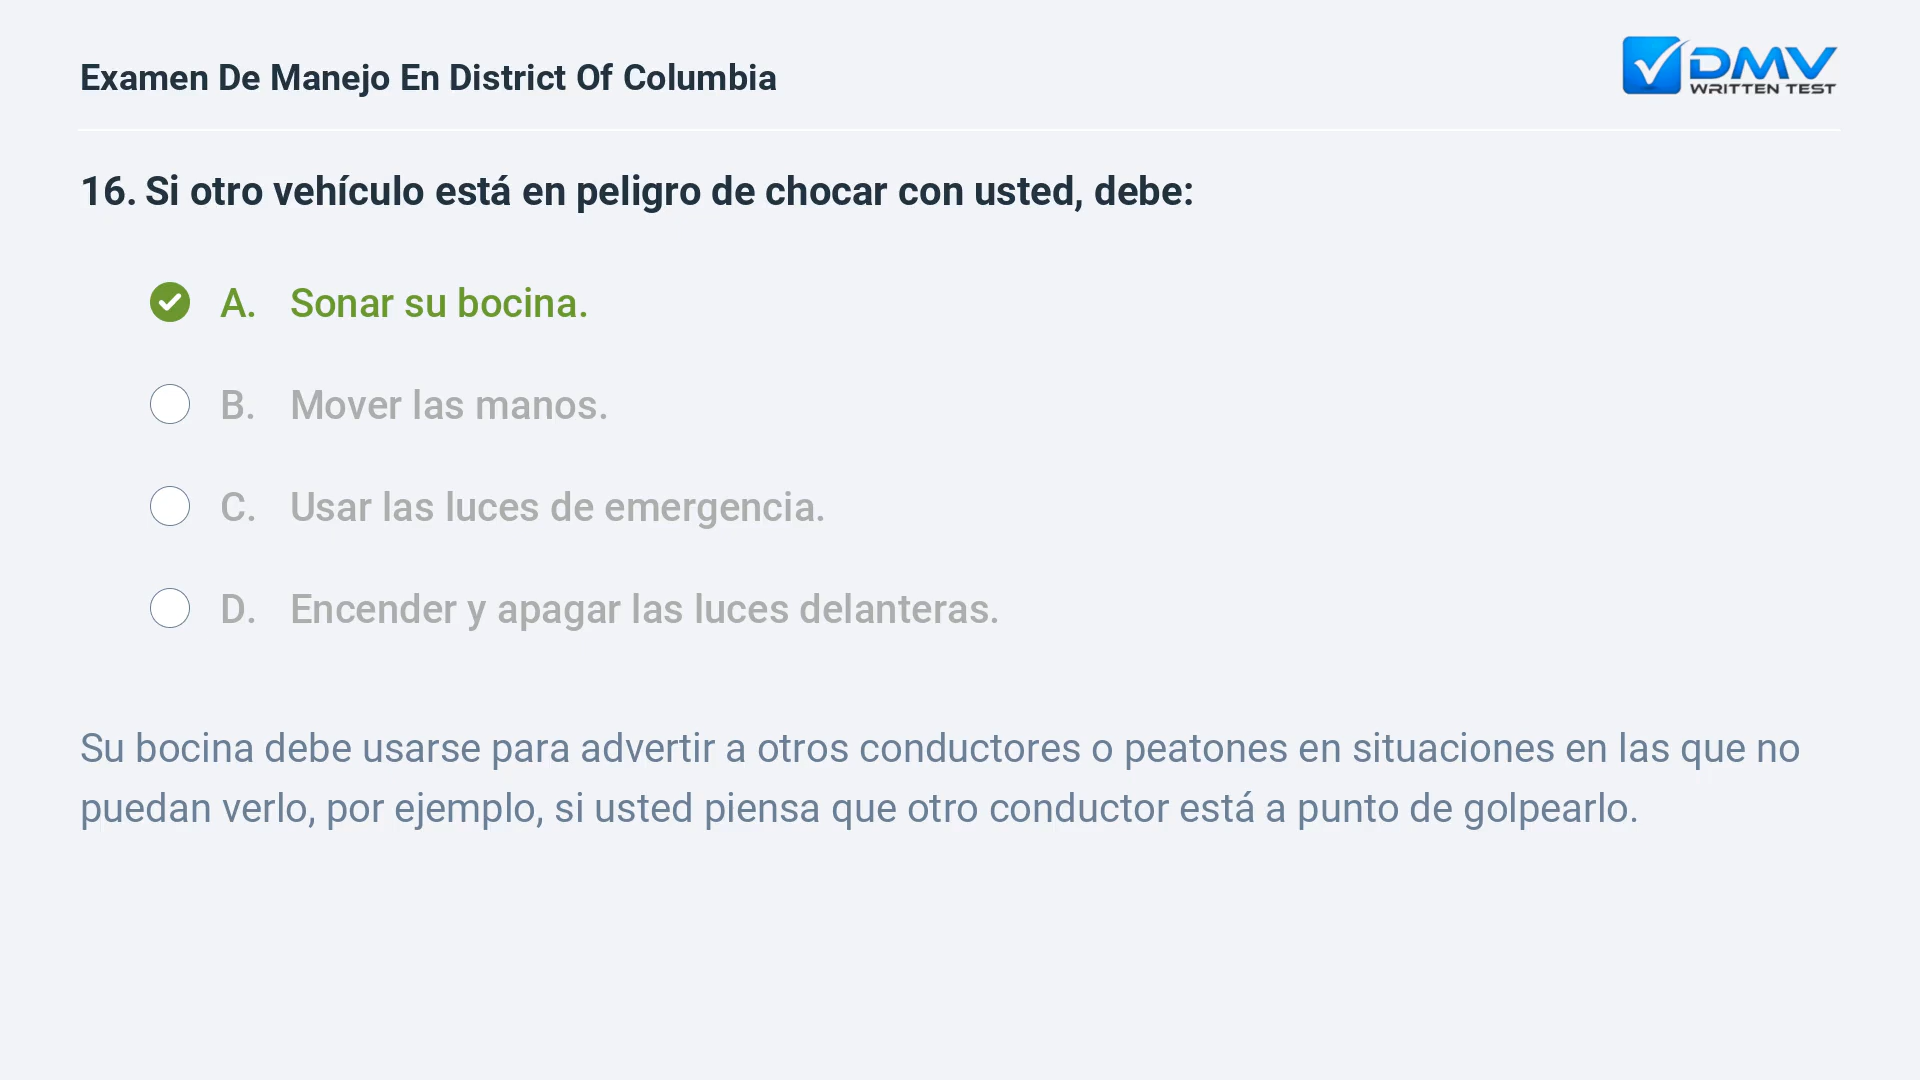 Examen De Manejo En District Of Columbia
DMV
WRITTEN TEST
16. Si otro vehículo está en peligro de chocar con usted, debe:
A. Sonar su bocina.
B. Mover las manos.
C. Usar las luces de emergencia.
D. Encender y apagar las luces delanteras.
Su bocina debe usarse para advertir a otros conductores o peatones en situaciones en las que no
puedan verlo, por ejemplo, si usted piensa que otro conductor está a punto de golpearlo.